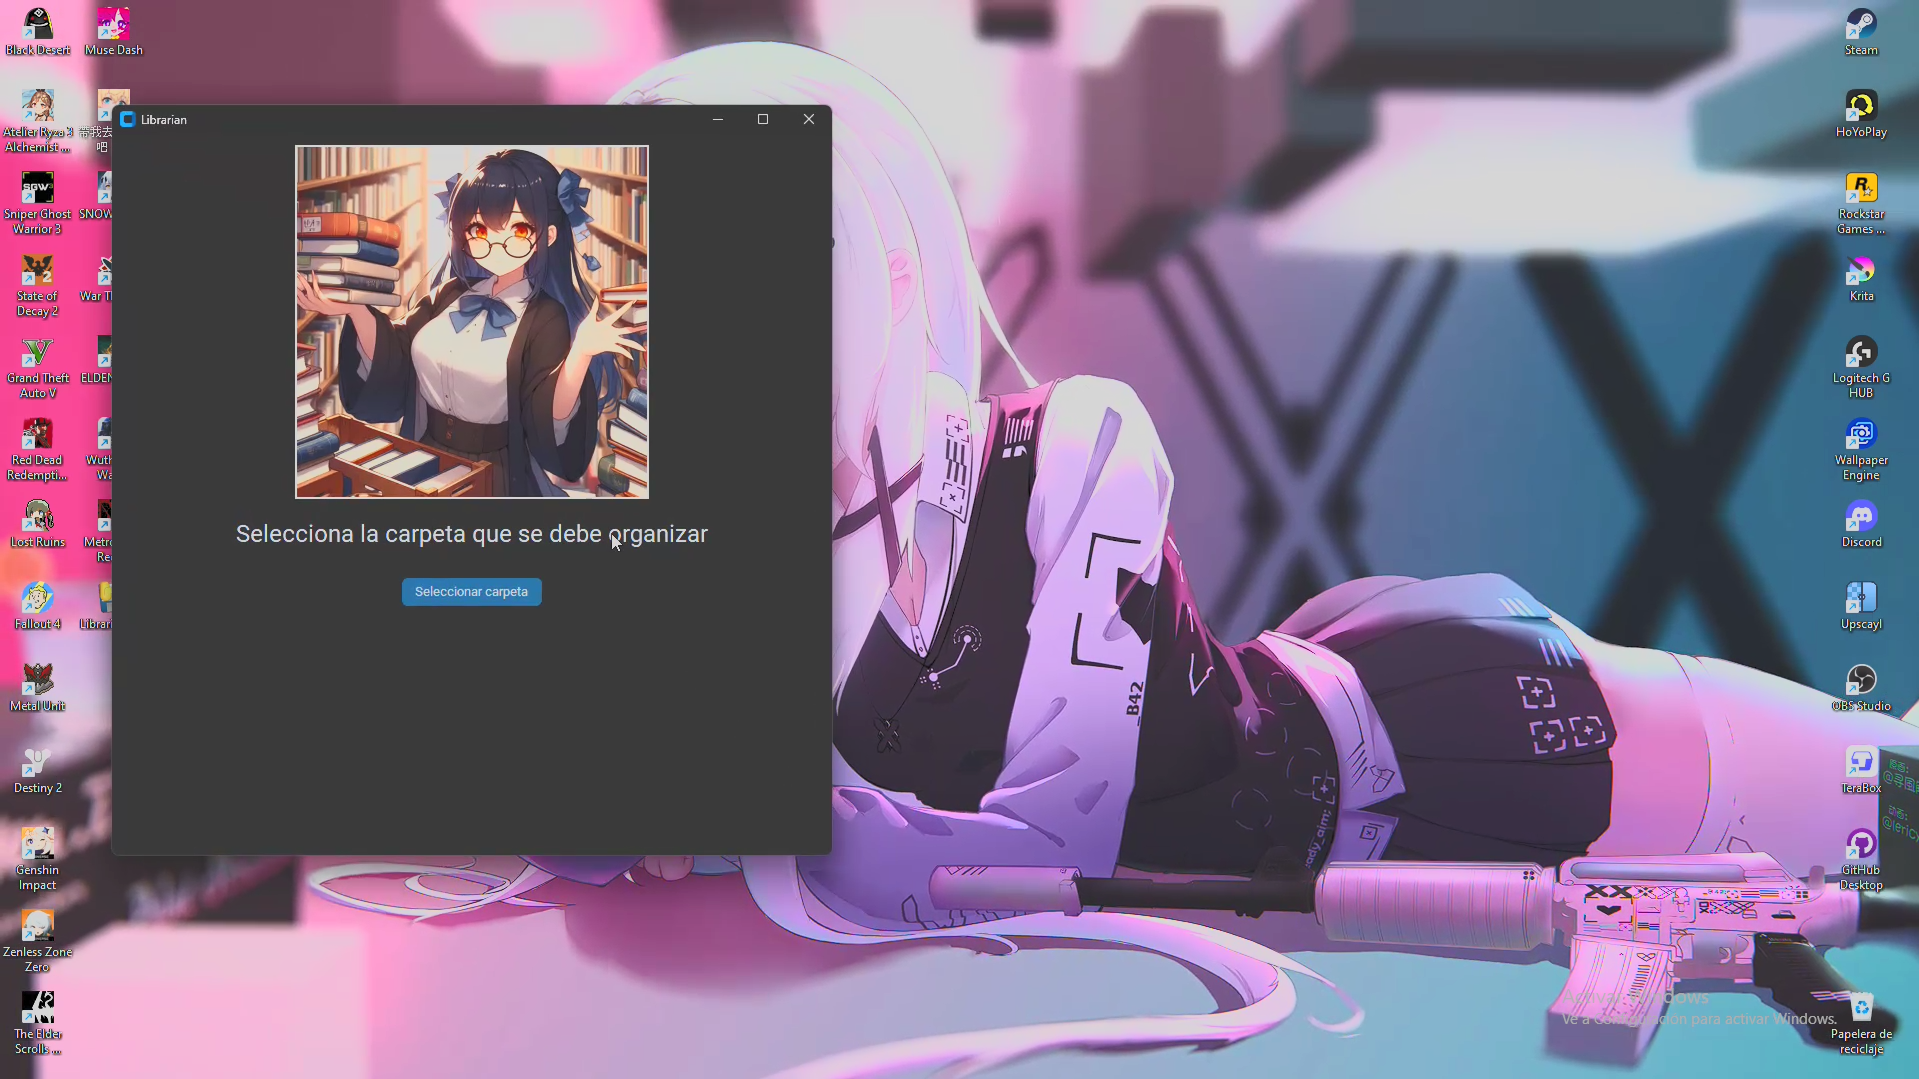 Black Desert
Muse Dash
Atelier Ryza 3
Alchemist ...
Sniper Ghost
Warrior 3
State of
Decay 2
Grand Theft
Auto V
Red Dead
Redempti...
Lost Ruins
Fallout 4
Metal Unit
Destiny 2
Genshin
Impact
Zenless Zone
Zero
The Elder
Scrolls ...
帶我去
吧
SNOW
War T
ELDEN
Wuth
Wa
Metro
Re
Librari
Librarian
Selecciona la carpeta que se debe organizar
Seleccionar carpeta
Steam
HoYoPlay
Rockstar
Games ...
Krita
Logitech G
HUB
Wallpaper
Engine
Discord
Upscayl
OBS Studio
TeraBox
GitHub
Desktop
Papelera de
reciclaje
Activar Windows
Ve a Configuración para activar Windows.
SGW3
_B42